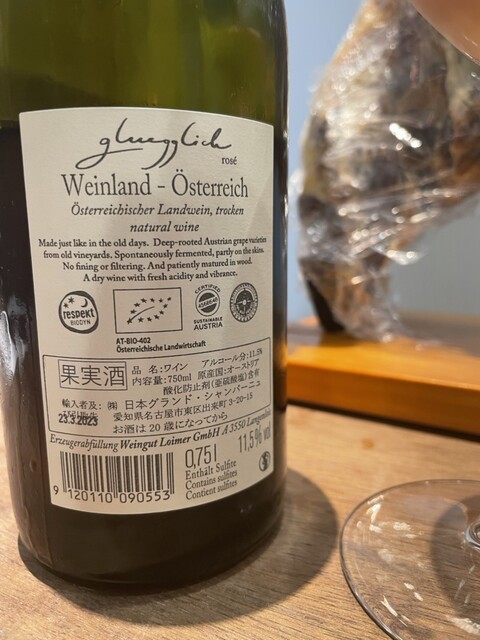 gluegglich
rosé
Weinland - Österreich
Österreichischer Landwein, trocken
natural wine
Made just like in the old days. Deep-rooted Austrian grape varieties
from old vineyards. Spontaneously fermented, partly on the skins.
No fining or filtering. And patiently matured in wood.
A dry wine with fresh acidity and vibrance.
respekt
BIODYN
CERTIFIED
SUSTAINABLE
AUSTRIA
AT-BIO-402
Österreichische Landwirtschaft
果実酒
品 名:ワイン アルコール分:11.5%
内容量:750ml 原産国:オーストリア
酸化防止剤(亜硫酸塩)含有
輸入者及 ㈱ 日本グランド・シャンパーニュ
愛知県名古屋市東区出来町3-20-15
23.3.2023
お酒は20歳になってから
Erzeugerabfüllung Weingut Loimer GmbH A 3550 Langenlois
0,75 l
11,5% vol
Enthält Sulfite
Contains sulfites
Contient sulfites
9 120110 090553